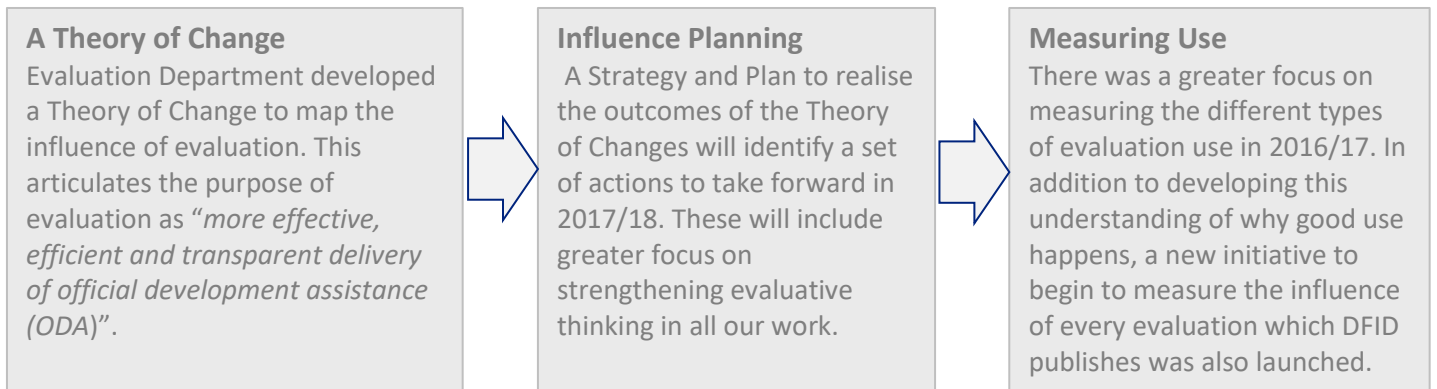 A Theory of Change
Evaluation Department developed
a Theory of Change to map the
influence of evaluation. This
articulates the purpose of
evaluation as “more effective,
efficient and transparent delivery
of official development assistance
(ODA)”.
Influence Planning
A Strategy and Plan to realise
the outcomes of the Theory
of Changes will identify a set
of actions to take forward in
2017/18. These will include
greater focus on
strengthening evaluative
thinking in all our work.
Measuring Use
There was a greater focus on
measuring the different types
of evaluation use in 2016/17. In
addition to developing this
understanding of why good use
happens, a new initiative to
begin to measure the influence
of every evaluation which DFID
publishes was also launched.